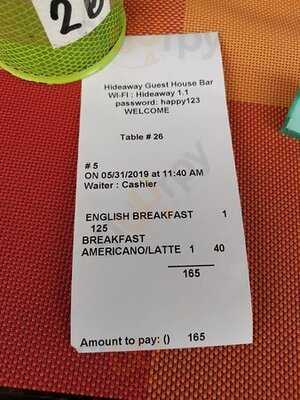 26
Hideaway Guest House Bar
WI-FI : Hideaway 1.1
password: happy123
WELCOME
Table # 26
# 5
ON 05/31/2019 at 11:40 AM
Waiter : Cashier
ENGLISH BREAKFAST 1
125
BREAKFAST
AMERICANO/LATTE 1 40
165
Amount to pay: () 165